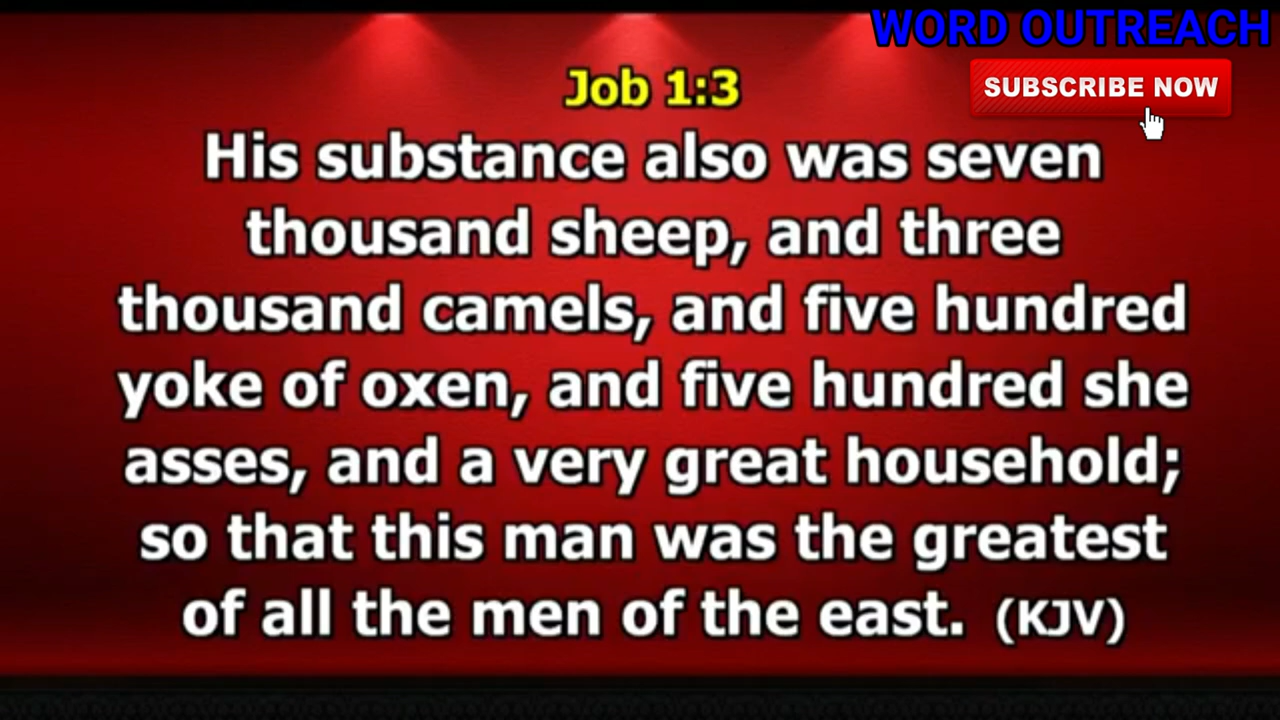 WORD OUTREACH
SUBSCRIBE NOW
Job 1:3
His substance also was seven
thousand sheep, and three
thousand camels, and five hundred
yoke of oxen, and five hundred she
asses, and a very great household;
so that this man was the greatest
of all the men of the east. (KJV)